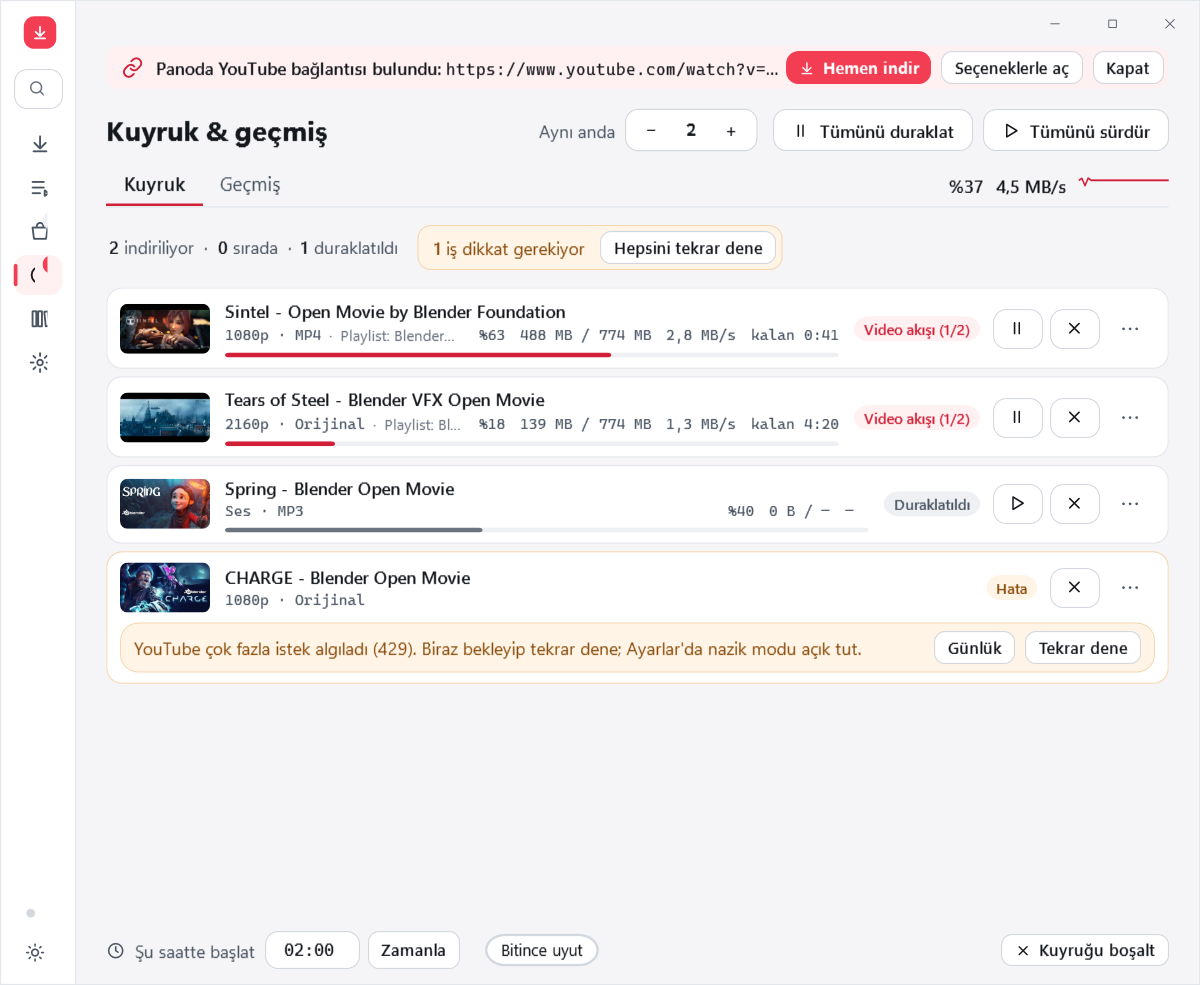 Panoda YouTube bağlantısı bulundu: https://www.youtube.com/watch?v=...
Hemen indir
Seçeneklerle aç
Kapat
Kuyruk & geçmiş
Aynı anda
− 2 +
Tümünü duraklat
Tümünü sürdür
Kuyruk
Geçmiş
%37 4,5 MB/s
2 indiriliyor · 0 sırada · 1 duraklatıldı
1 iş dikkat gerekiyor
Hepsini tekrar dene
Sintel - Open Movie by Blender Foundation
1080p · MP4 · Playlist: Blender... %63 488 MB / 774 MB 2,8 MB/s kalan 0:41
Video akışı (1/2)
Tears of Steel - Blender VFX Open Movie
2160p · Orijinal · Playlist: Bl... %18 139 MB / 774 MB 1,3 MB/s kalan 4:20
Video akışı (1/2)
SPRING
Spring - Blender Open Movie
Ses · MP3 %40 0 B / — —
Duraklatıldı
CHARGE
CHARGE - Blender Open Movie
1080p · Orijinal
Hata
YouTube çok fazla istek algıladı (429). Biraz bekleyip tekrar dene; Ayarlar'da nazik modu açık tut.
Günlük
Tekrar dene
Şu saatte başlat
02:00
Zamanla
Bitince uyut
Kuyruğu boşalt